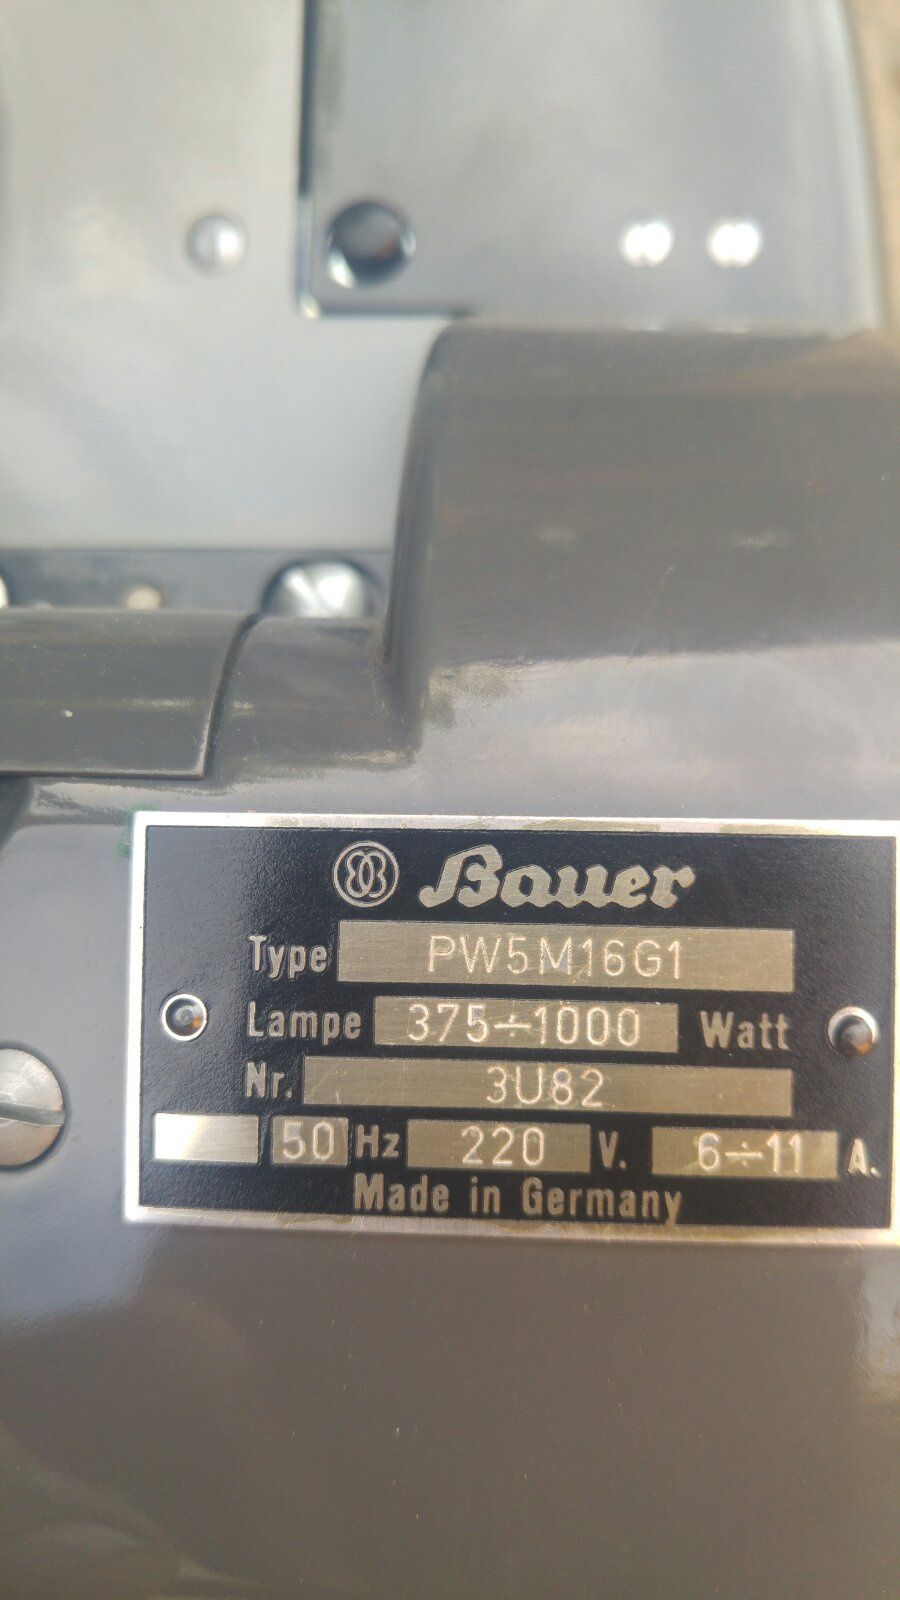 Bauer
Type PW5M16G1
Lampe 375÷1000 Watt
Nr. 3U82
50 Hz 220 V. 6÷11 A.
Made in Germany